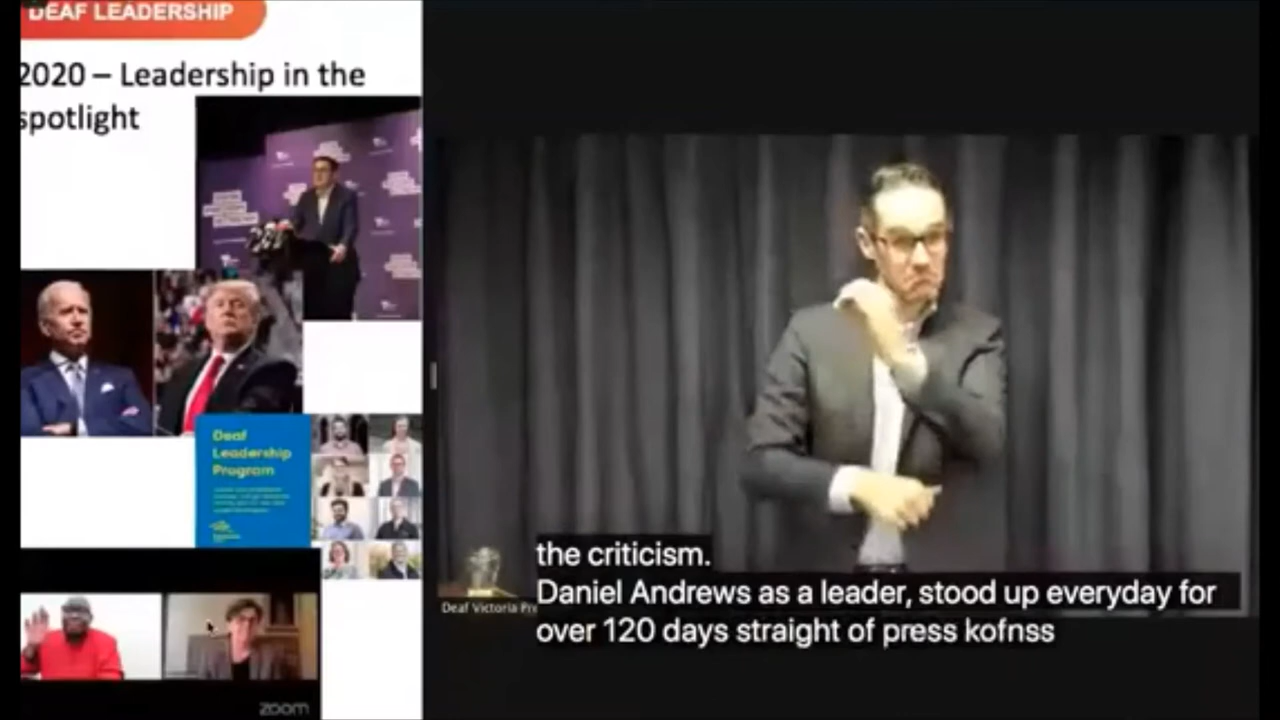 DEAF LEADERSHIP
2020 – Leadership in the
spotlight
Deaf
Leadership
Program
zoom
Deaf Victoria
the criticism.
Daniel Andrews as a leader, stood up everyday for
over 120 days straight of press kofnss